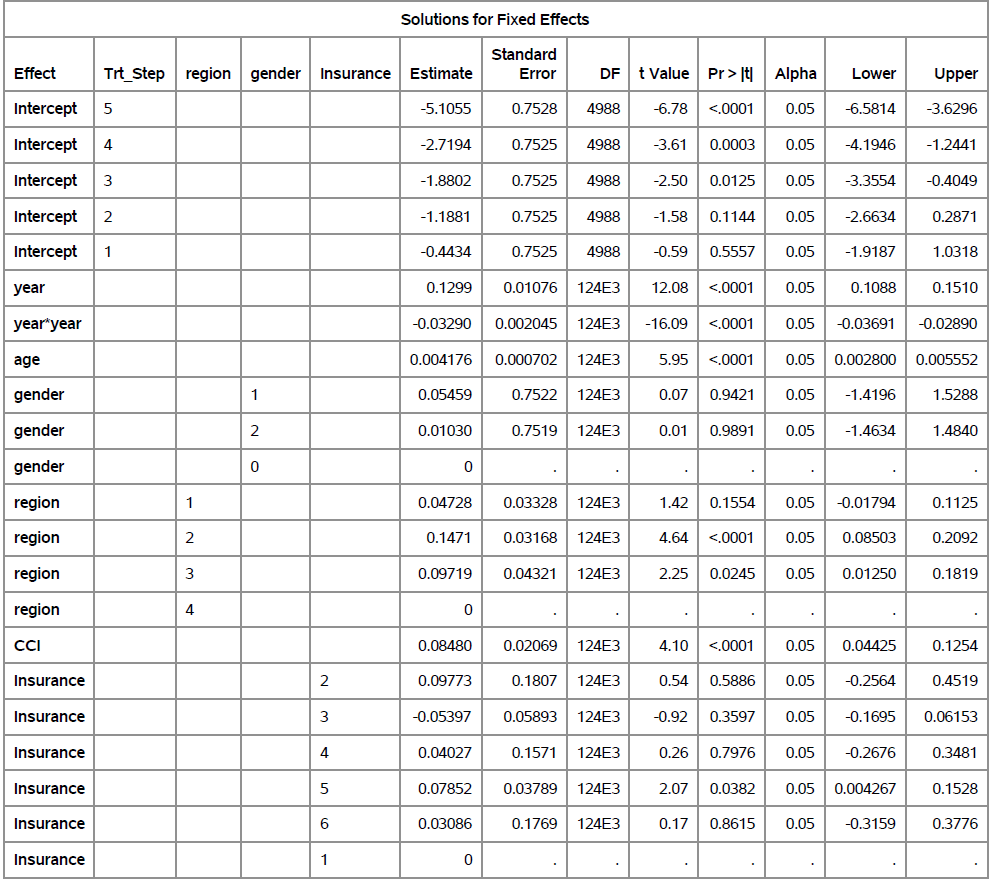 Solutions for Fixed Effects
Effect Trt_Step region gender Insurance Estimate Standard Error DF t Value Pr > |t| Alpha Lower Upper
Intercept 5 -5.1055 0.7528 4988 -6.78 <.0001 0.05 -6.5814 -3.6296
Intercept 4 -2.7194 0.7525 4988 -3.61 0.0003 0.05 -4.1946 -1.2441
Intercept 3 -1.8802 0.7525 4988 -2.50 0.0125 0.05 -3.3554 -0.4049
Intercept 2 -1.1881 0.7525 4988 -1.58 0.1144 0.05 -2.6634 0.2871
Intercept 1 -0.4434 0.7525 4988 -0.59 0.5557 0.05 -1.9187 1.0318
year 0.1299 0.01076 124E3 12.08 <.0001 0.05 0.1088 0.1510
year*year -0.03290 0.002045 124E3 -16.09 <.0001 0.05 -0.03691 -0.02890
age 0.004176 0.000702 124E3 5.95 <.0001 0.05 0.002800 0.005552
gender 1 0.05459 0.7522 124E3 0.07 0.9421 0.05 -1.4196 1.5288
gender 2 0.01030 0.7519 124E3 0.01 0.9891 0.05 -1.4634 1.4840
gender 0 0 . . . . . . .
region 1 0.04728 0.03328 124E3 1.42 0.1554 0.05 -0.01794 0.1125
region 2 0.1471 0.03168 124E3 4.64 <.0001 0.05 0.08503 0.2092
region 3 0.09719 0.04321 124E3 2.25 0.0245 0.05 0.01250 0.1819
region 4 0 . . . . . . .
CCI 0.08480 0.02069 124E3 4.10 <.0001 0.05 0.04425 0.1254
Insurance 2 0.09773 0.1807 124E3 0.54 0.5886 0.05 -0.2564 0.4519
Insurance 3 -0.05397 0.05893 124E3 -0.92 0.3597 0.05 -0.1695 0.06153
Insurance 4 0.04027 0.1571 124E3 0.26 0.7976 0.05 -0.2676 0.3481
Insurance 5 0.07852 0.03789 124E3 2.07 0.0382 0.05 0.004267 0.1528
Insurance 6 0.03086 0.1769 124E3 0.17 0.8615 0.05 -0.3159 0.3776
Insurance 1 0 . . . . . . .